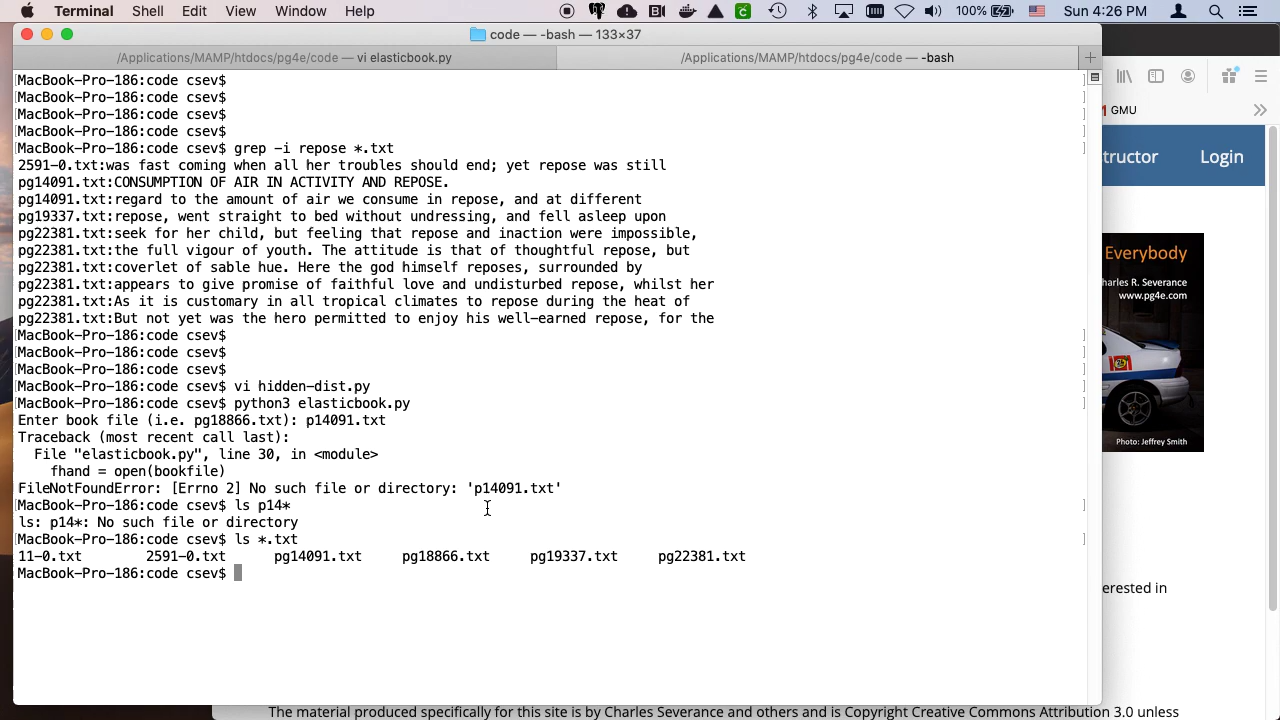 Terminal Shell Edit View Window Help 100% Sun 4:26 PM
code — -bash — 133×37
/Applications/MAMP/htdocs/pg4e/code — vi elasticbook.py /Applications/MAMP/htdocs/pg4e/code — -bash
[MacBook-Pro-186:code csev$ ]
[MacBook-Pro-186:code csev$ ]
[MacBook-Pro-186:code csev$ ]
[MacBook-Pro-186:code csev$ ]
[MacBook-Pro-186:code csev$ grep -i repose *.txt ]
2591-0.txt:was fast coming when all her troubles should end; yet repose was still
pg14091.txt:CONSUMPTION OF AIR IN ACTIVITY AND REPOSE.
pg14091.txt:regard to the amount of air we consume in repose, and at different
pg19337.txt:repose, went straight to bed without undressing, and fell asleep upon
pg22381.txt:seek for her child, but feeling that repose and inaction were impossible,
pg22381.txt:the full vigour of youth. The attitude is that of thoughtful repose, but
pg22381.txt:coverlet of sable hue. Here the god himself reposes, surrounded by
pg22381.txt:appears to give promise of faithful love and undisturbed repose, whilst her
pg22381.txt:As it is customary in all tropical climates to repose during the heat of
pg22381.txt:But not yet was the hero permitted to enjoy his well-earned repose, for the
[MacBook-Pro-186:code csev$ ]
[MacBook-Pro-186:code csev$ ]
[MacBook-Pro-186:code csev$ ]
[MacBook-Pro-186:code csev$ vi hidden-dist.py ]
[MacBook-Pro-186:code csev$ python3 elasticbook.py ]
Enter book file (i.e. pg18866.txt): p14091.txt
Traceback (most recent call last):
File "elasticbook.py", line 30, in <module>
fhand = open(bookfile)
FileNotFoundError: [Errno 2] No such file or directory: 'p14091.txt'
[MacBook-Pro-186:code csev$ ls p14* ]
ls: p14*: No such file or directory
[MacBook-Pro-186:code csev$ ls *.txt ]
11-0.txt 2591-0.txt pg14091.txt pg18866.txt pg19337.txt pg22381.txt
MacBook-Pro-186:code csev$
GMU
tructor Login
Everybody
harles R. Severance
www.pg4e.com
Photo: Jeffrey Smith
erested in
The material produced specifically for this site is by Charles Severance and others and is Copyright Creative Commons Attribution 3.0 unless